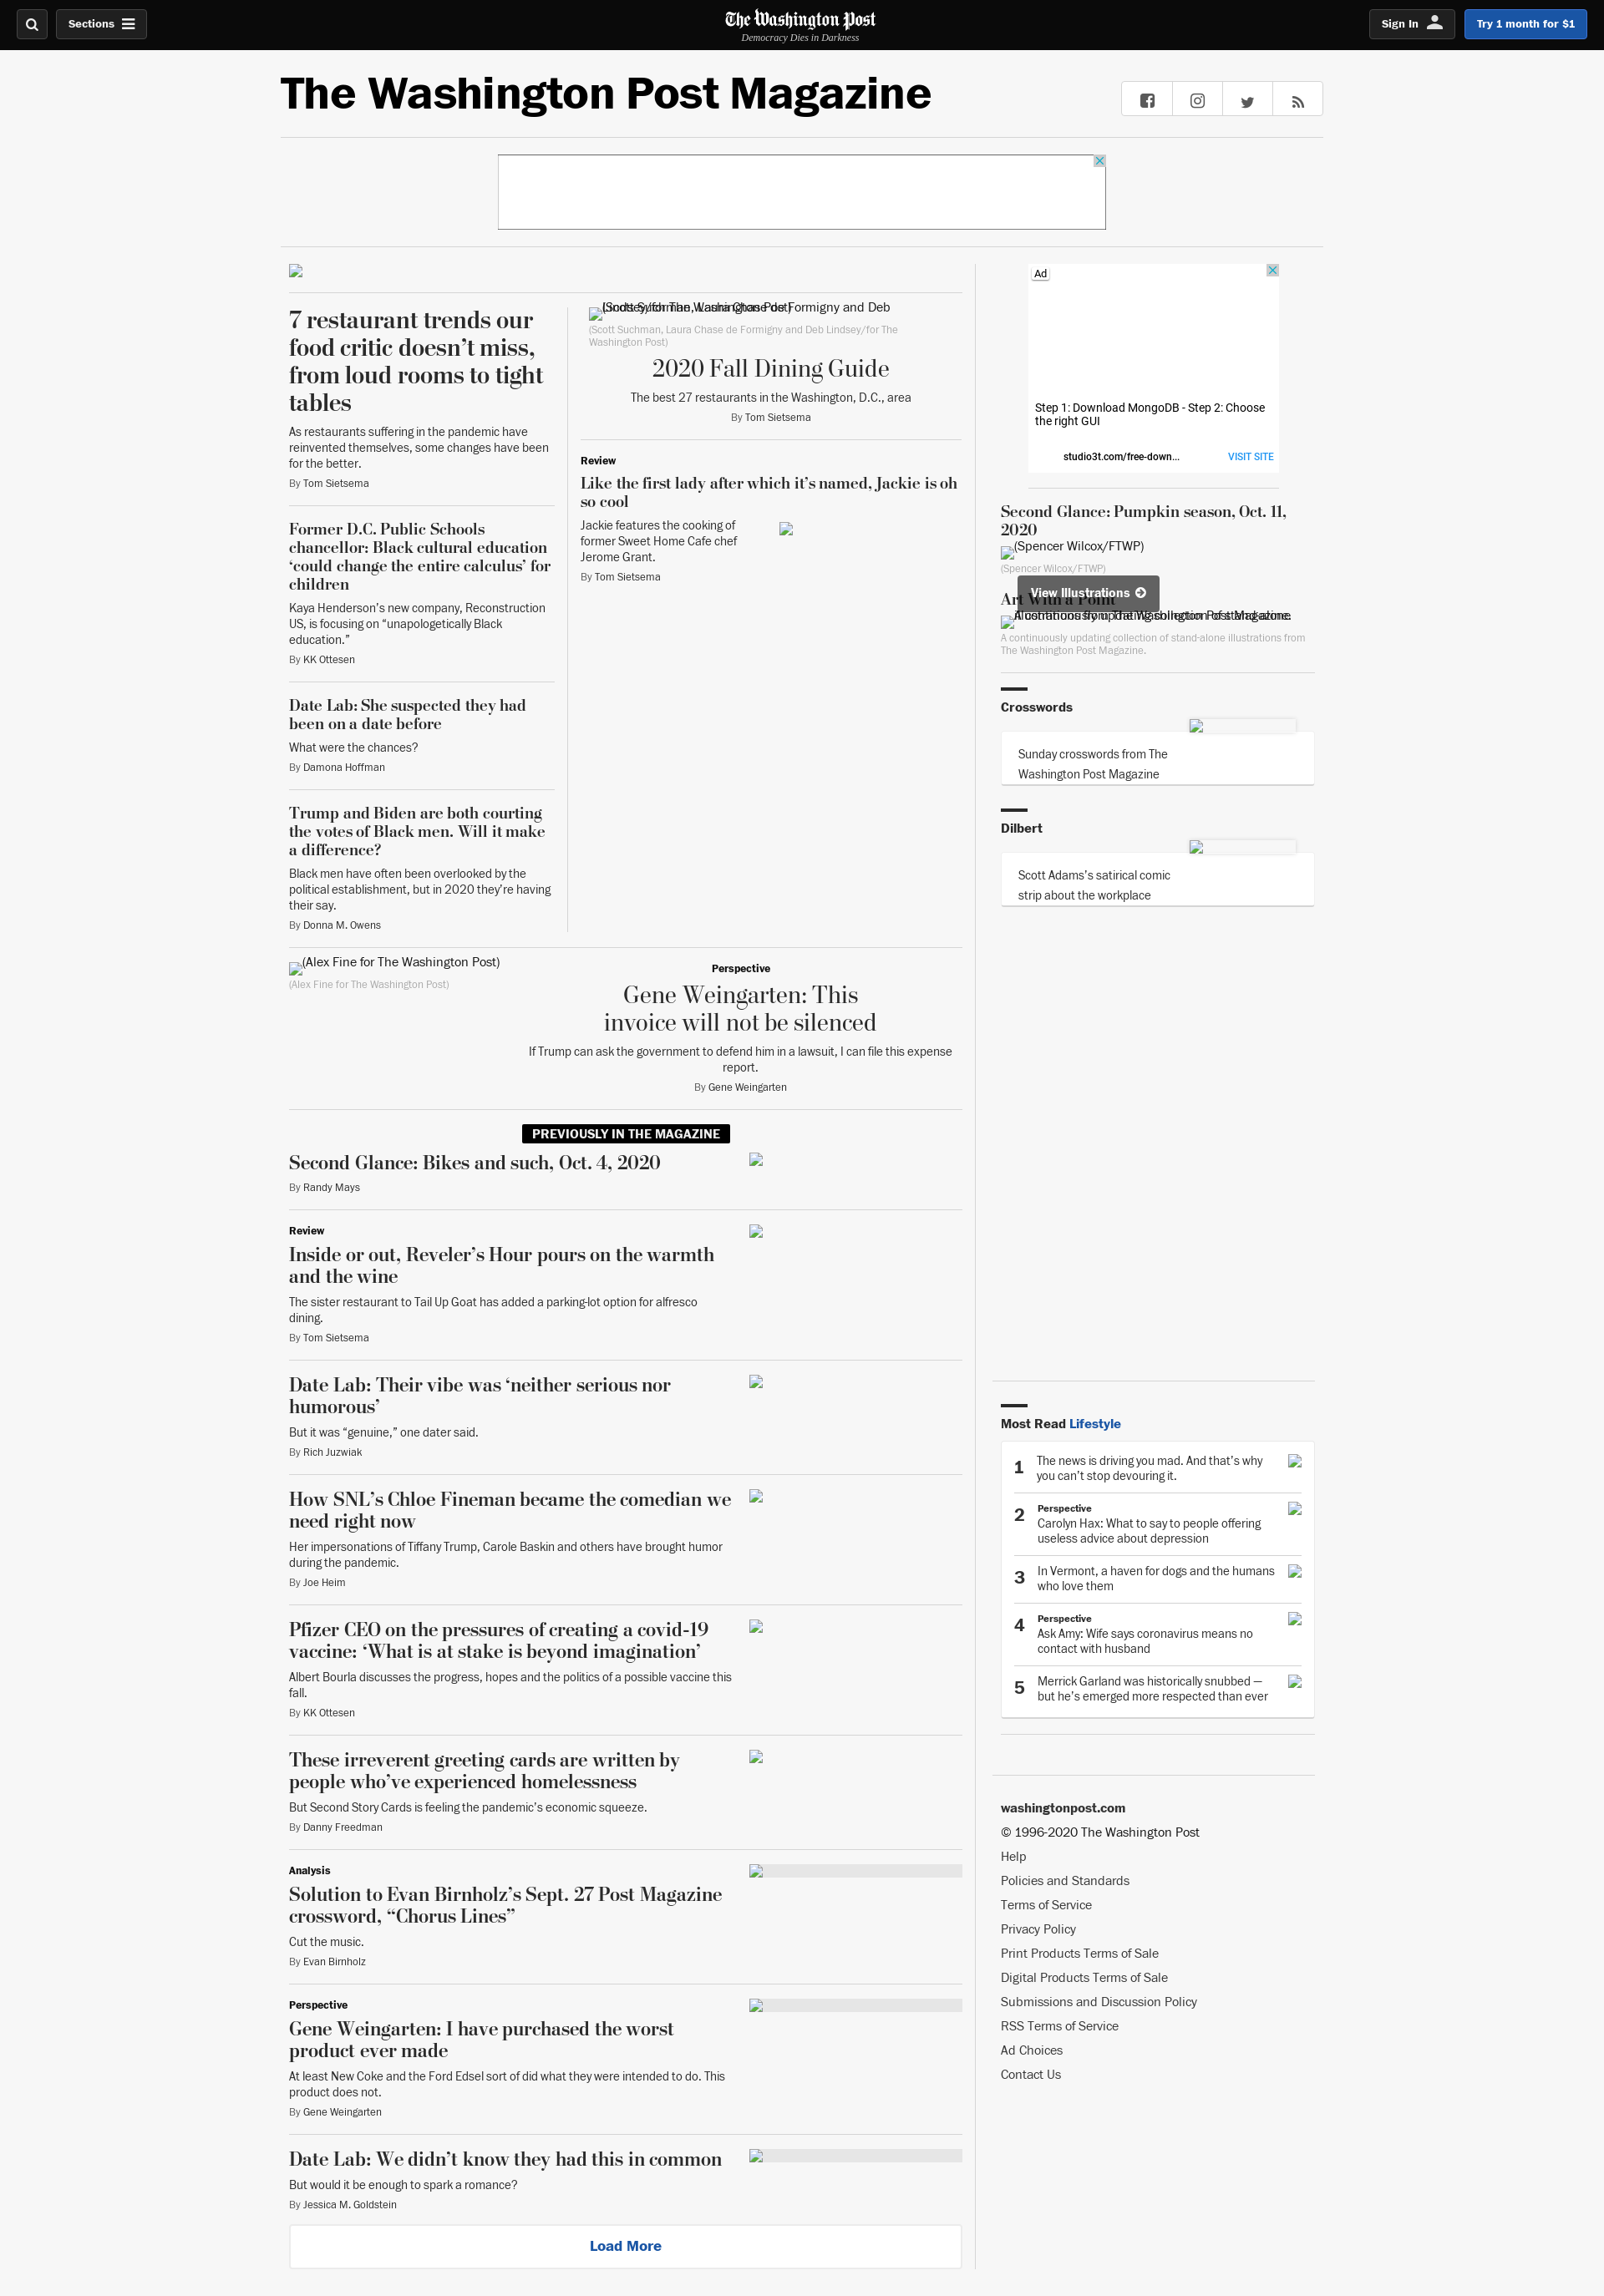 Sections
The Washington Post
Democracy Dies in Darkness
Sign In
Try 1 month for $1
The Washington Post Magazine
7 restaurant trends our
food critic doesn’t miss,
from loud rooms to tight
tables
As restaurants suffering in the pandemic have
reinvented themselves, some changes have been
for the better.
By Tom Sietsema
Former D.C. Public Schools
chancellor: Black cultural education
‘could change the entire calculus’ for
children
Kaya Henderson’s new company, Reconstruction
US, is focusing on “unapologetically Black
education.”
By KK Ottesen
Date Lab: She suspected they had
been on a date before
What were the chances?
By Damona Hoffman
Trump and Biden are both courting
the votes of Black men. Will it make
a difference?
Black men have often been overlooked by the
political establishment, but in 2020 they’re having
their say.
By Donna M. Owens
(Scott Suchman, Laura Chase de Formigny and Deb
Lindsey/for The Washington Post)
(Scott Suchman, Laura Chase de Formigny and Deb Lindsey/for The
Washington Post)
2020 Fall Dining Guide
The best 27 restaurants in the Washington, D.C., area
By Tom Sietsema
Review
Like the first lady after which it’s named, Jackie is oh
so cool
Jackie features the cooking of
former Sweet Home Cafe chef
Jerome Grant.
By Tom Sietsema
(Alex Fine for The Washington Post)
(Alex Fine for The Washington Post)
Perspective
Gene Weingarten: This
invoice will not be silenced
If Trump can ask the government to defend him in a lawsuit, I can file this expense
report.
By Gene Weingarten
PREVIOUSLY IN THE MAGAZINE
Second Glance: Bikes and such, Oct. 4, 2020
By Randy Mays
Review
Inside or out, Reveler’s Hour pours on the warmth
and the wine
The sister restaurant to Tail Up Goat has added a parking-lot option for alfresco
dining.
By Tom Sietsema
Date Lab: Their vibe was ‘neither serious nor
humorous’
But it was “genuine,” one dater said.
By Rich Juzwiak
How SNL’s Chloe Fineman became the comedian we
need right now
Her impersonations of Tiffany Trump, Carole Baskin and others have brought humor
during the pandemic.
By Joe Heim
Pfizer CEO on the pressures of creating a covid-19
vaccine: ‘What is at stake is beyond imagination’
Albert Bourla discusses the progress, hopes and the politics of a possible vaccine this
fall.
By KK Ottesen
These irreverent greeting cards are written by
people who’ve experienced homelessness
But Second Story Cards is feeling the pandemic’s economic squeeze.
By Danny Freedman
Analysis
Solution to Evan Birnholz’s Sept. 27 Post Magazine
crossword, “Chorus Lines”
Cut the music.
By Evan Birnholz
Perspective
Gene Weingarten: I have purchased the worst
product ever made
At least New Coke and the Ford Edsel sort of did what they were intended to do. This
product does not.
By Gene Weingarten
Date Lab: We didn’t know they had this in common
But would it be enough to spark a romance?
By Jessica M. Goldstein
Load More
Ad
Step 1: Download MongoDB - Step 2: Choose
the right GUI
studio3t.com/free-down...
VISIT SITE
Second Glance: Pumpkin season, Oct. 11,
2020
(Spencer Wilcox/FTWP)
(Spencer Wilcox/FTWP)
View Illustrations
Art With a Point
A continuously updating collection of stand-alone
illustrations from The Washington Post Magazine.
A continuously updating collection of stand-alone illustrations from
The Washington Post Magazine.
Crosswords
Sunday crosswords from The
Washington Post Magazine
Dilbert
Scott Adams’s satirical comic
strip about the workplace
Most Read Lifestyle
1
The news is driving you mad. And that’s why
you can’t stop devouring it.
2
Perspective
Carolyn Hax: What to say to people offering
useless advice about depression
3
In Vermont, a haven for dogs and the humans
who love them
4
Perspective
Ask Amy: Wife says coronavirus means no
contact with husband
5
Merrick Garland was historically snubbed —
but he’s emerged more respected than ever
washingtonpost.com
© 1996-2020 The Washington Post
Help
Policies and Standards
Terms of Service
Privacy Policy
Print Products Terms of Sale
Digital Products Terms of Sale
Submissions and Discussion Policy
RSS Terms of Service
Ad Choices
Contact Us